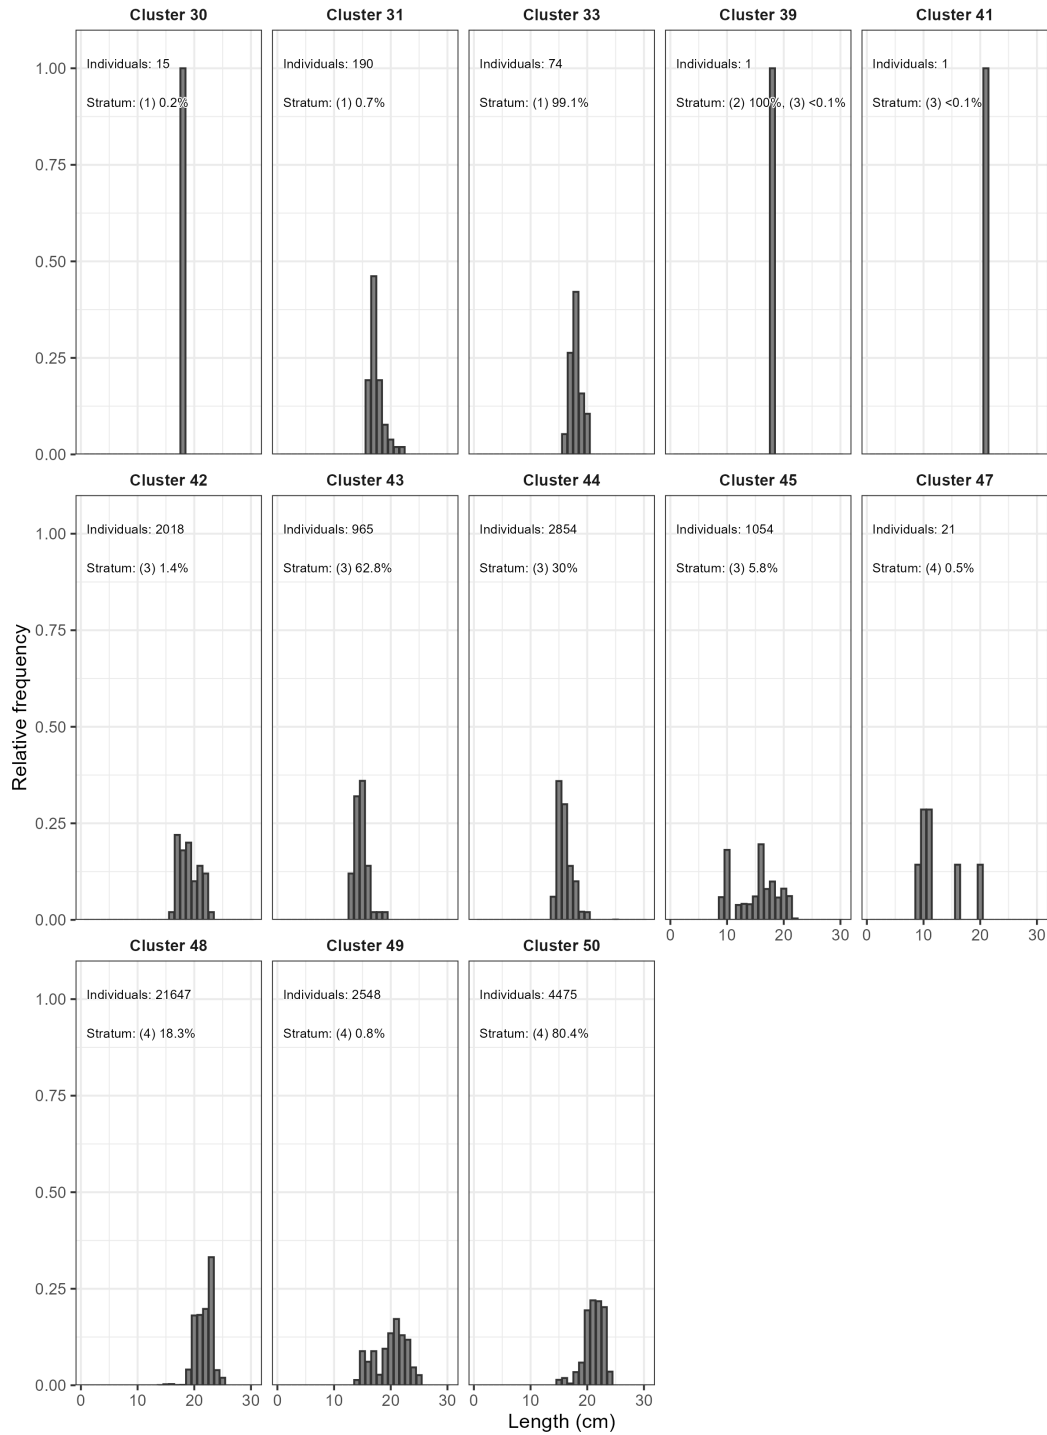 Cluster 30
Cluster 31
Cluster 33
Cluster 39
Cluster 41
Individuals: 15
Individuals: 190
Individuals: 74
Individuals: 1
Individuals: 1
Stratum: (1) 0.2%
Stratum: (1) 0.7%
Stratum: (1) 99.1%
Stratum: (2) 100%, (3) <0.1%
Stratum: (3) <0.1%
1.00
0.75
0.50
0.25
0.00
Cluster 42
Cluster 43
Cluster 44
Cluster 45
Cluster 47
Individuals: 2018
Individuals: 965
Individuals: 2854
Individuals: 1054
Individuals: 21
Stratum: (3) 1.4%
Stratum: (3) 62.8%
Stratum: (3) 30%
Stratum: (3) 5.8%
Stratum: (4) 0.5%
1.00
0.75
0.50
0.25
0.00
0 10 20 30
0 10 20 30
Relative frequency
Cluster 48
Cluster 49
Cluster 50
Individuals: 21647
Individuals: 2548
Individuals: 4475
Stratum: (4) 18.3%
Stratum: (4) 0.8%
Stratum: (4) 80.4%
1.00
0.75
0.50
0.25
0.00
0 10 20 30
0 10 20 30
0 10 20 30
Length (cm)